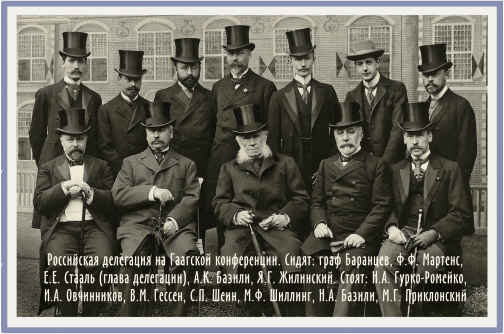 Российская делегация на Гаагской конференции. Сидят: граф Баранцев, Ф.Ф. Мартенс,
Е.Е. Стааль (глава делегации), А.К. Базили, Я.Г. Жилинский. Стоят: Н.А. Гурко-Ромейко,
И.А. Овчинников, В.М. Гессен, С.П. Шеин, М.Ф. Шиллинг, Н.А. Базили, М.Г. Приклонский